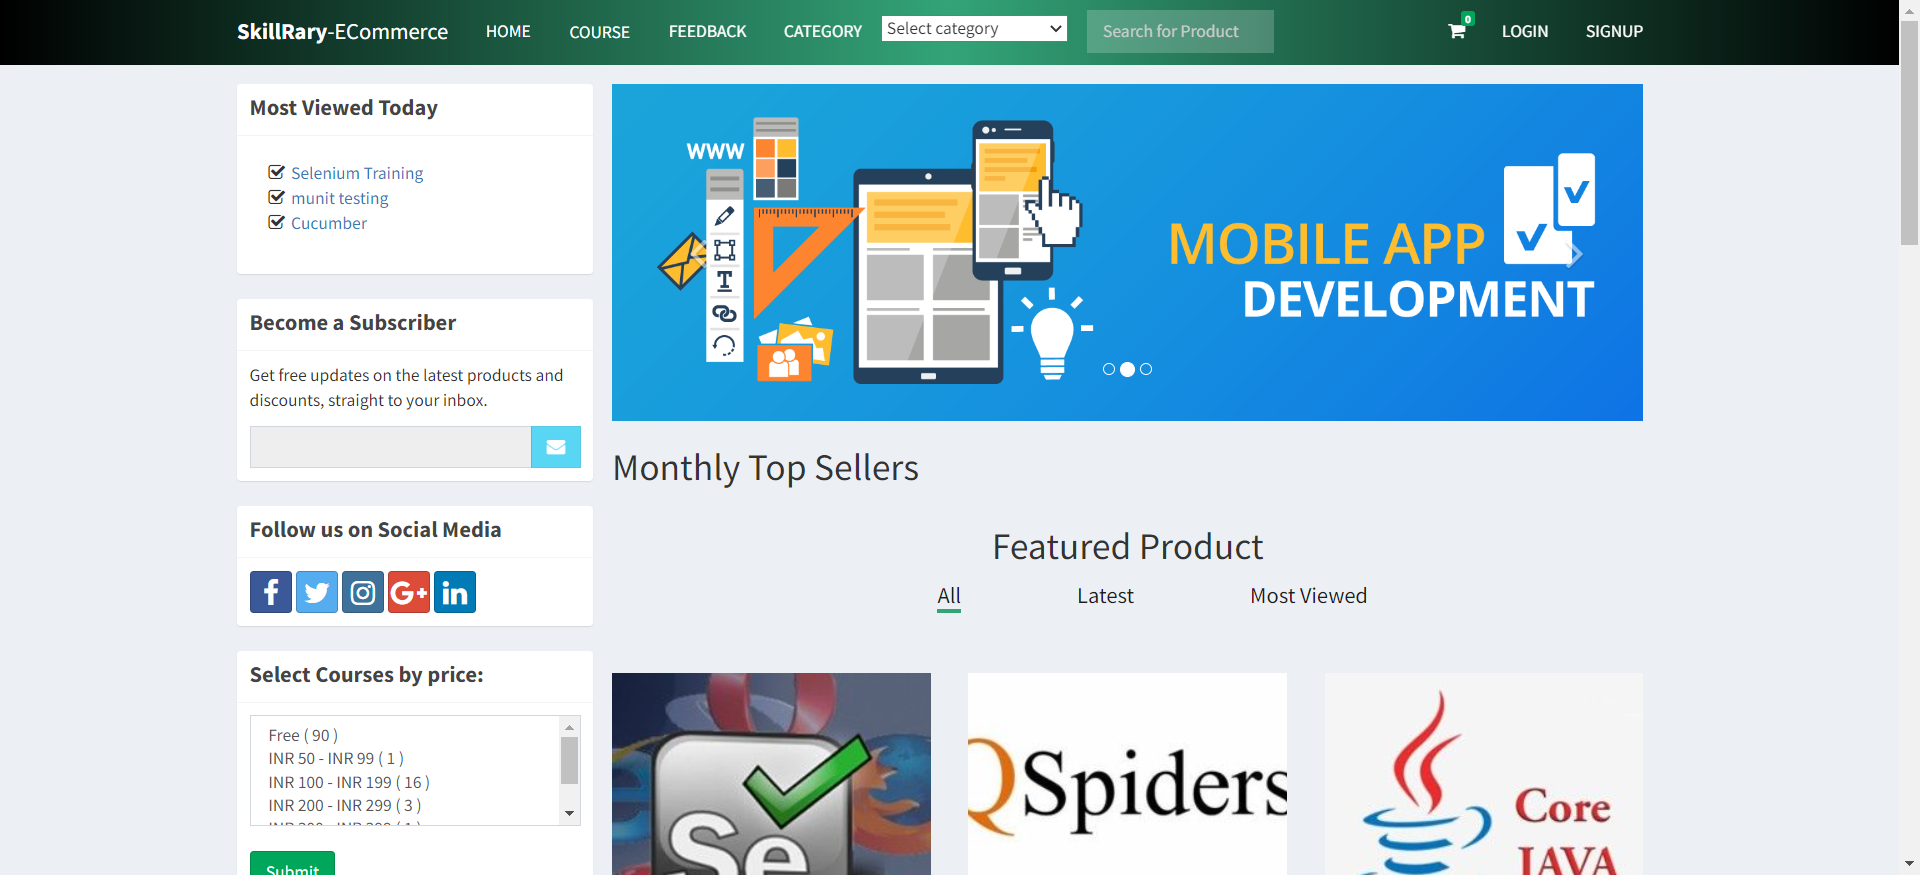 SkillRary-ECommerce HOME COURSE FEEDBACK CATEGORY Select category Search for Product 0 LOGIN SIGNUP
Most Viewed Today
Selenium Training
munit testing
Cucumber
Become a Subscriber
Get free updates on the latest products and
discounts, straight to your inbox.
Follow us on Social Media
f G+ in
Select Courses by price:
Free ( 90 )
INR 50 - INR 99 ( 1 )
INR 100 - INR 199 ( 16 )
INR 200 - INR 299 ( 3 )
Submit
WWW
T
MOBILE APP
DEVELOPMENT
Monthly Top Sellers
Featured Product
All Latest Most Viewed
Se
QSpiders
Core
JAVA